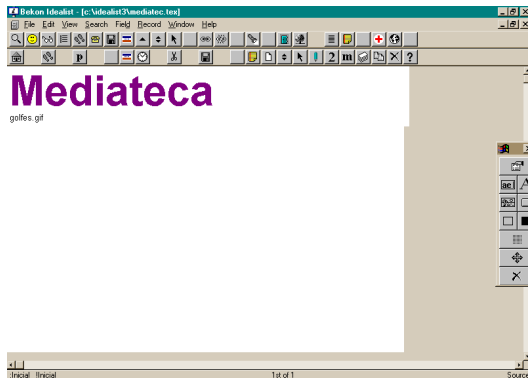 Bekon Idealist - [c:\idealist3\mediatec.tex]
File Edit View Search Field Record Window Help
p 2 m ?
Mediateca
golfes.gif
ae|
A
:Inicial !Inicial 1st of 1 Source